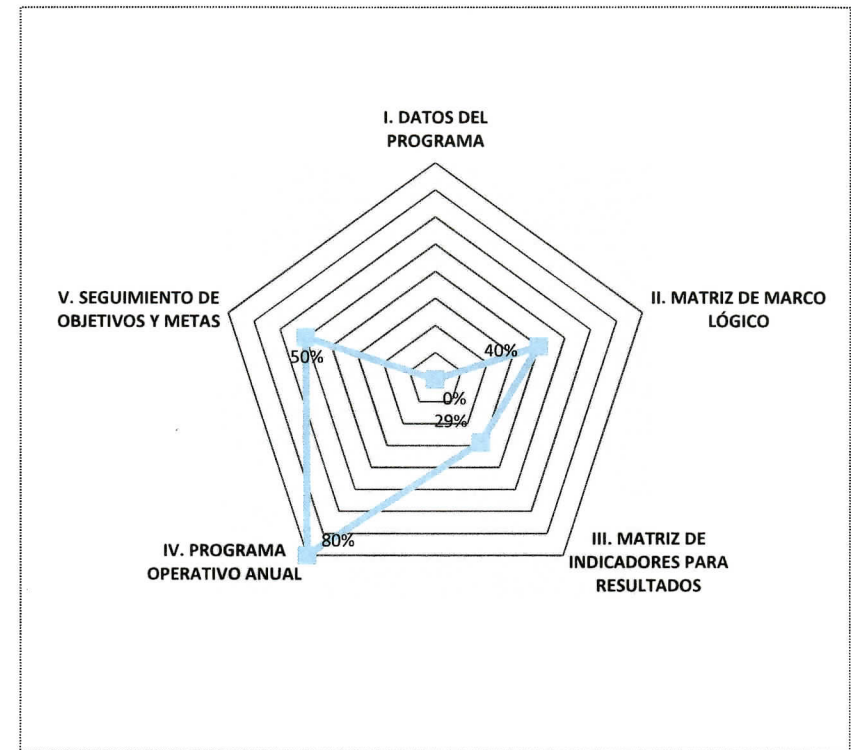 I. DATOS DEL
PROGRAMA
II. MATRIZ DE MARCO
LÓGICO
V. SEGUIMIENTO DE
OBJETIVOS Y METAS
40%
50%
0%
29%
80%
III. MATRIZ DE
INDICADORES PARA
RESULTADOS
IV. PROGRAMA
OPERATIVO ANUAL